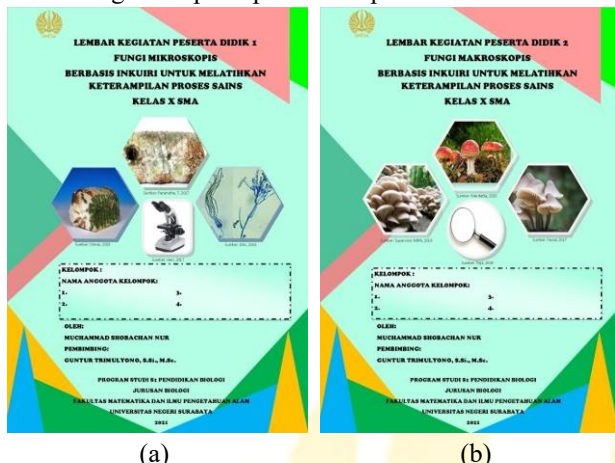 LEMBAR KEGIATAN PESERTA DIDIK 1
FUNGI MIKROSKOPIS
BERBASIS INKUIRI UNTUK MELATIHKAN
KETERAMPILAN PROSES SAINS
KELAS X SMA
KELOMPOK :
NAMA ANGGOTA KELOMPOK:
1. 3.
2. 4.
OLEH:
MUCHAMMAD SHOBACHAN NUR
PEMBIMBING:
GUNTUR TRIMULYONO, S.Si., M.Sc.
PROGRAM STUDI S1 PENDIDIKAN BIOLOGI
JURUSAN BIOLOGI
FAKULTAS MATEMATIKA DAN ILMU PENGETAHUAN ALAM
UNIVERSITAS NEGERI SURABAYA
2021
(a)
LEMBAR KEGIATAN PESERTA DIDIK 2
FUNGI MAKROSKOPIS
BERBASIS INKUIRI UNTUK MELATIHKAN
KETERAMPILAN PROSES SAINS
KELAS X SMA
KELOMPOK :
NAMA ANGGOTA KELOMPOK:
1. 3.
2. 4.
OLEH:
MUCHAMMAD SHOBACHAN NUR
PEMBIMBING:
GUNTUR TRIMULYONO, S.Si., M.Sc.
PROGRAM STUDI S1 PENDIDIKAN BIOLOGI
JURUSAN BIOLOGI
FAKULTAS MATEMATIKA DAN ILMU PENGETAHUAN ALAM
UNIVERSITAS NEGERI SURABAYA
2021
(b)